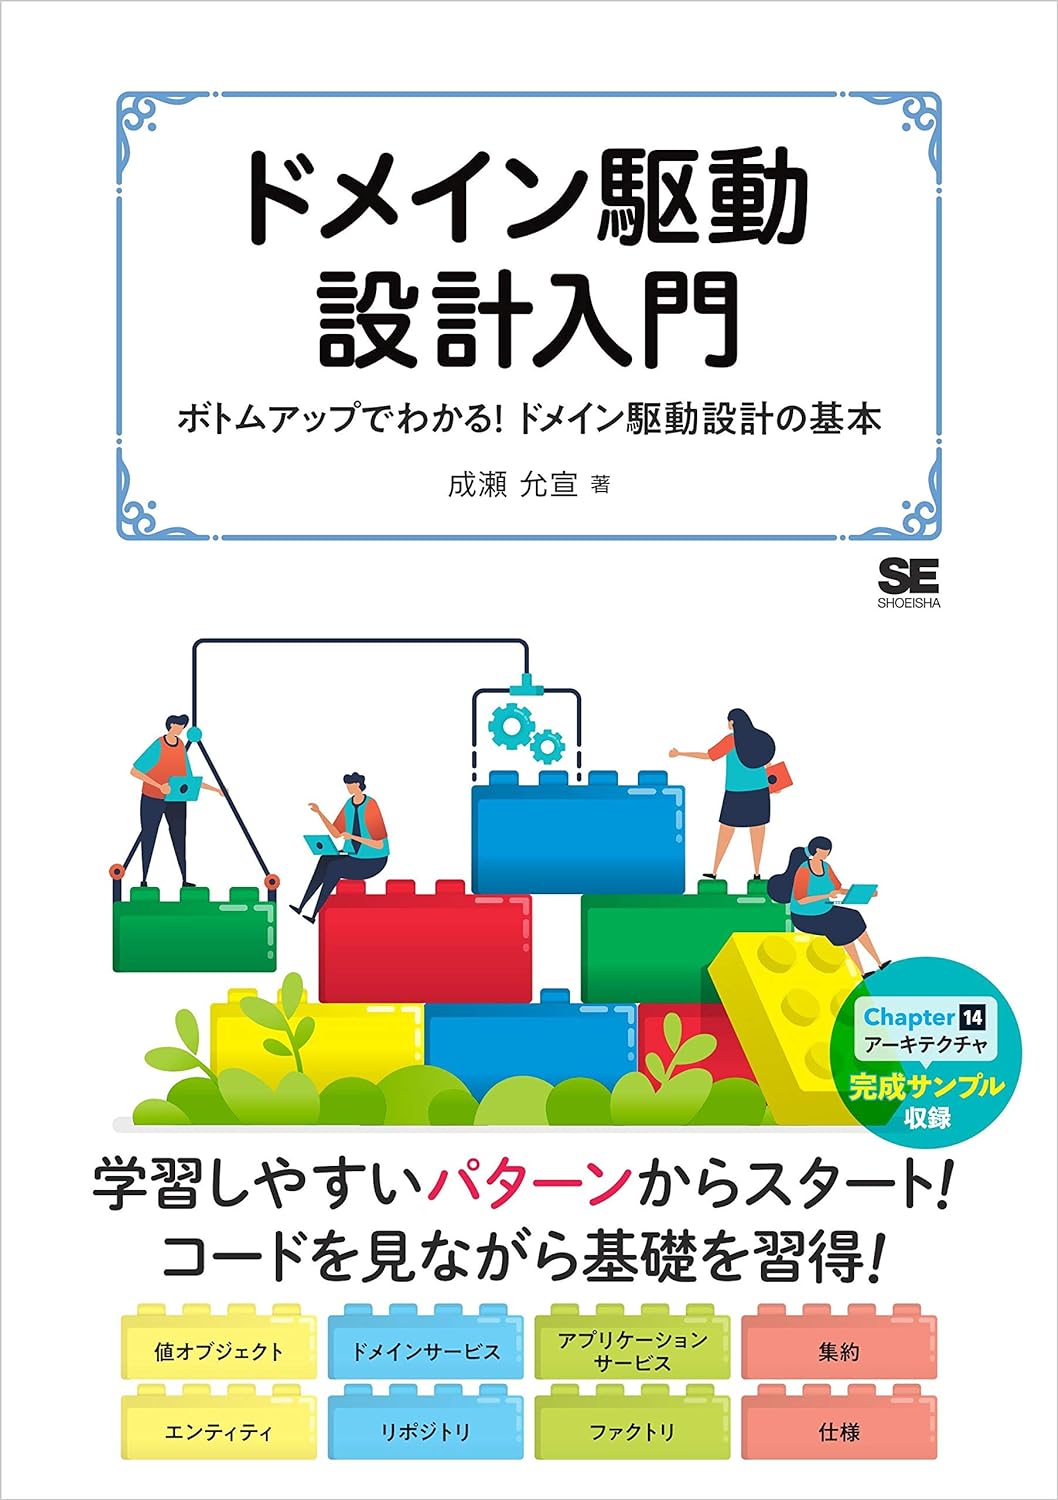 ドメイン駆動
設計入門
ボトムアップでわかる! ドメイン駆動設計の基本
成瀬 允宣 著
SE
SHOEISHA
Chapter 14
アーキテクチャ
完成サンプル
収録
学習しやすいパターンからスタート!
コードを見ながら基礎を習得!
値オブジェクト
ドメインサービス
アプリケーション
サービス
集約
エンティティ
リポジトリ
ファクトリ
仕様